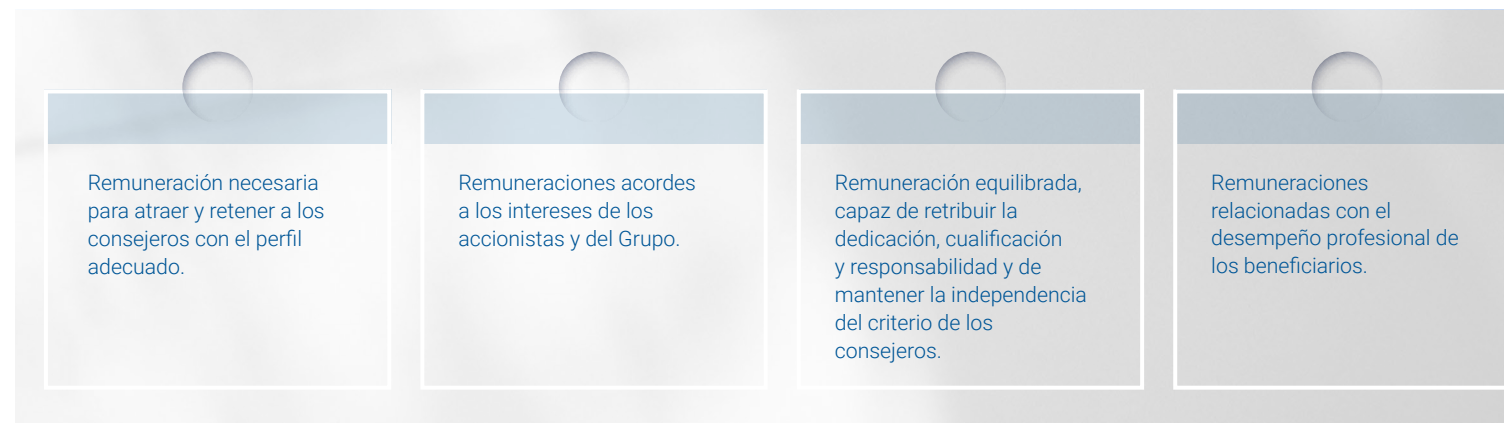 Remuneración necesaria
para atraer y retener a los
consejeros con el perfil
adecuado.
Remuneraciones acordes
a los intereses de los
accionistas y del Grupo.
Remuneración equilibrada,
capaz de retribuir la
dedicación, cualificación
y responsabilidad y de
mantener la independencia
del criterio de los
consejeros.
Remuneraciones
relacionadas con el
desempeño profesional de
los beneficiarios.